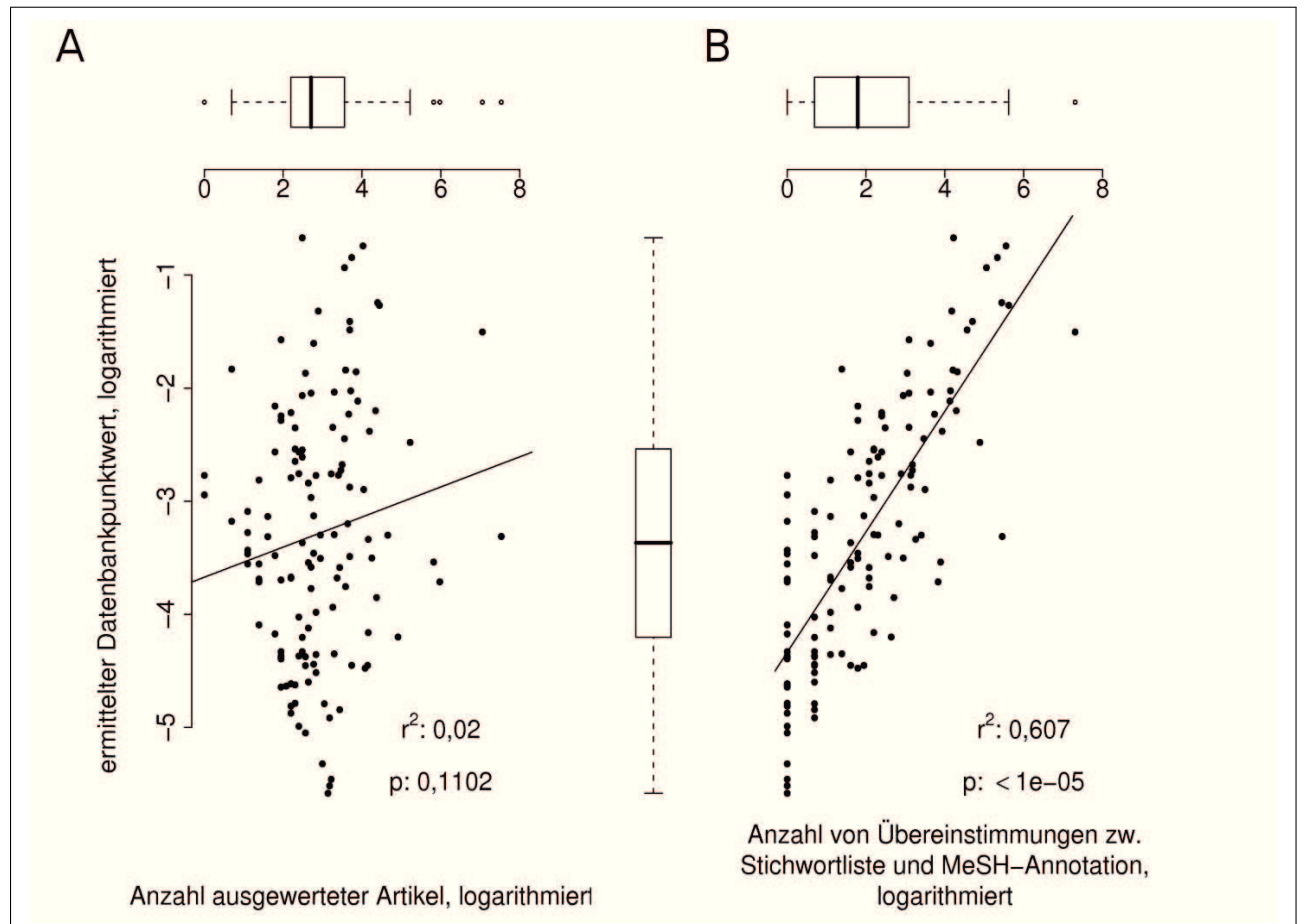 A
B
0 2 4 6 8
0 2 4 6 8
ermittelter Datenbankpunktwert, logarithmiert
−1
−2
−3
−4
−5
r²: 0,02
p: 0,1102
r²: 0,607
p: < 1e−05
Anzahl ausgewerteter Artikel, logarithmiert
Anzahl von Übereinstimmungen zw.
Stichwortliste und MeSH−Annotation,
logarithmiert